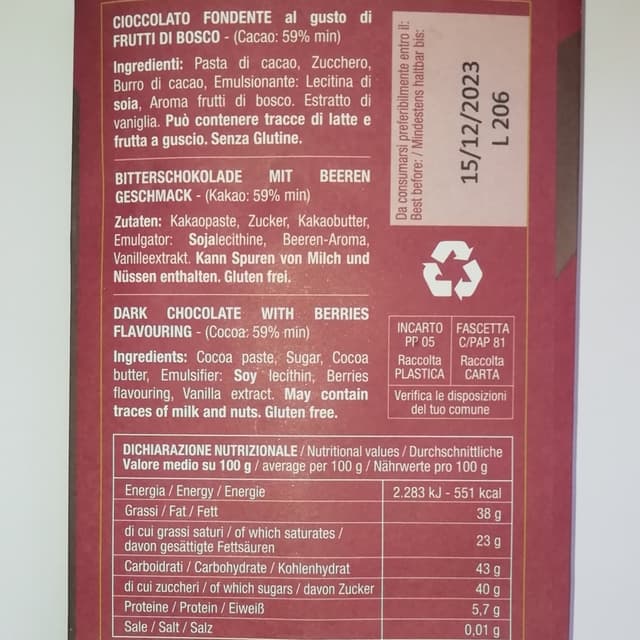 CIOCCOLATO FONDENTE al gusto di
FRUTTI DI BOSCO - (Cacao: 59% min)
Ingredienti: Pasta di cacao, Zucchero,
Burro di cacao, Emulsionante: Lecitina di
soia, Aroma frutti di bosco. Estratto di
vaniglia. Può contenere tracce di latte e
frutta a guscio. Senza Glutine.
BITTERSCHOKOLADE MIT BEEREN
GESCHMACK - (Kakao: 59% min)
Zutaten: Kakaopaste, Zucker, Kakaobutter,
Emulgator: Sojalecithine, Beeren-Aroma,
Vanilleextrakt. Kann Spuren von Milch und
Nüssen enthalten. Gluten frei.
DARK CHOCOLATE WITH BERRIES
FLAVOURING - (Cocoa: 59% min)
Ingredients: Cocoa paste, Sugar, Cocoa
butter, Emulsifier: Soy lecithin, Berries
flavouring, Vanilla extract. May contain
traces of milk and nuts. Gluten free.
Da consumarsi preferibilmente entro il:
Best before: / Mindestens haltbar bis:
15/12/2023
L 206
INCARTO
PP 05
Raccolta
PLASTICA
FASCETTA
C/PAP 81
Raccolta
CARTA
Verifica le disposizioni
del tuo comune
DICHIARAZIONE NUTRIZIONALE / Nutritional values / Durchschnittliche
Valore medio su 100 g / average per 100 g / Nährwerte pro 100 g
Energia / Energy / Energie 2.283 kJ - 551 kcal
Grassi / Fat / Fett 38 g
di cui grassi saturi / of which saturates /
davon gesättigte Fettsäuren 23 g
Carboidrati / Carbohydrate / Kohlenhydrat 43 g
di cui zuccheri / of which sugars / davon Zucker 40 g
Proteine / Protein / Eiweiß 5,7 g
Sale / Salt / Salz 0,01 g